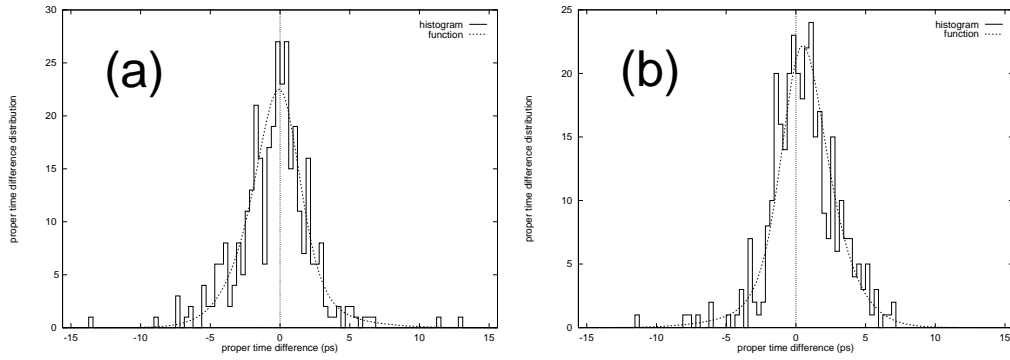 (a)
histogram
function
proper time difference distribution
30
25
20
15
10
5
0
-15 -10 -5 0 5 10 15
proper time difference (ps)
(b)
histogram
function
proper time difference distribution
25
20
15
10
5
0
-15 -10 -5 0 5 10 15
proper time difference (ps)